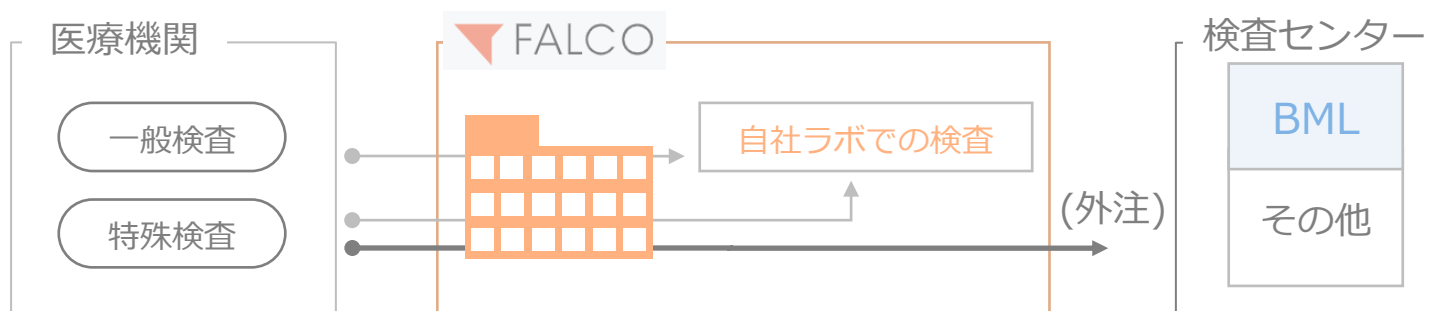 医療機関
一般検査
特殊検査
FALCO
自社ラボでの検査
(外注)
検査センター
BML
その他